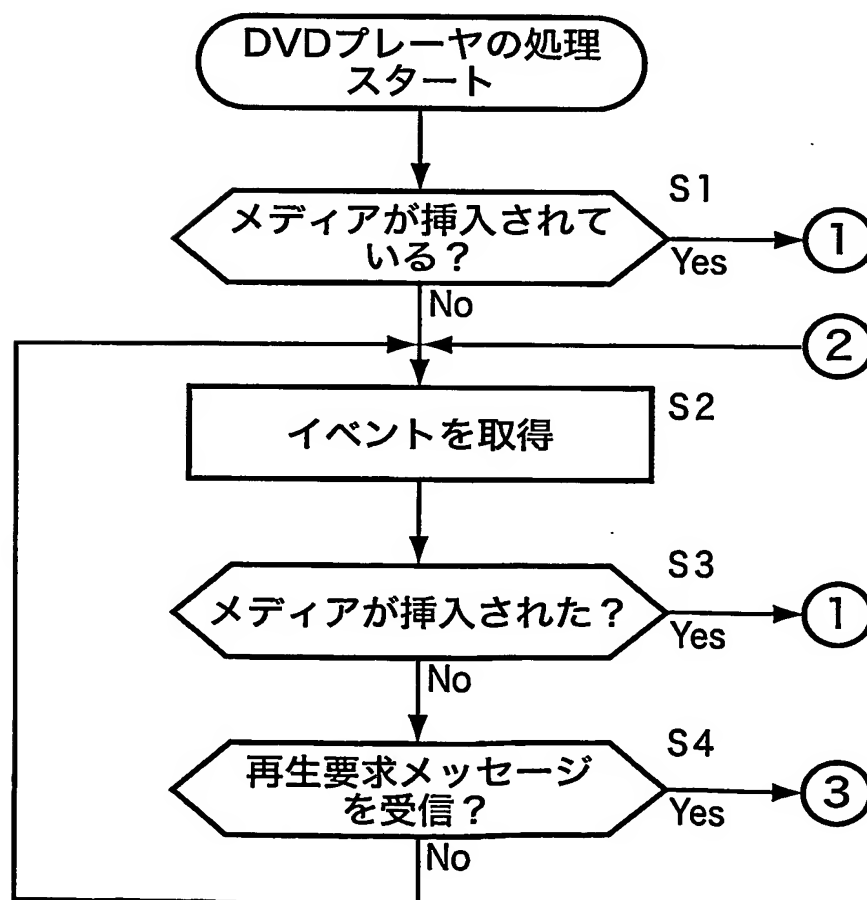 DVDプレーヤの処理
スタート
S1
メディアが挿入されて
いる?
Yes
1
No
2
S2
イベントを取得
S3
メディアが挿入された?
Yes
1
No
S4
再生要求メッセージ
を受信?
Yes
3
No